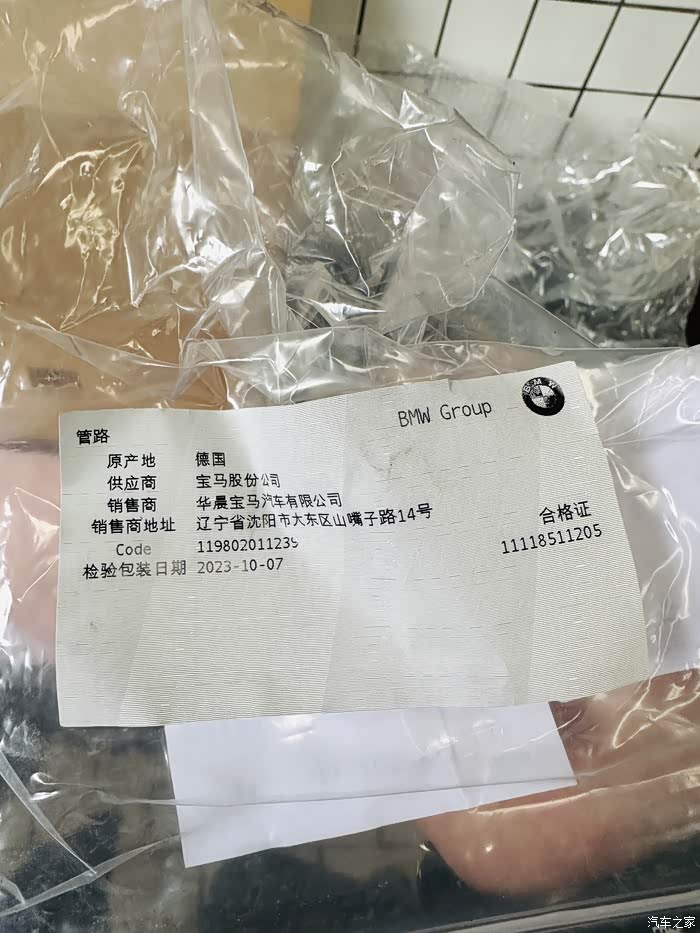 BMW Group
BMW
管路
原产地 德国
供应商 宝马股份公司
销售商 华晨宝马汽车有限公司
销售商地址 辽宁省沈阳市大东区山嘴子路14号
合格证
Code 119802011239
11118511205
检验包装日期 2023-10-07
汽车之家